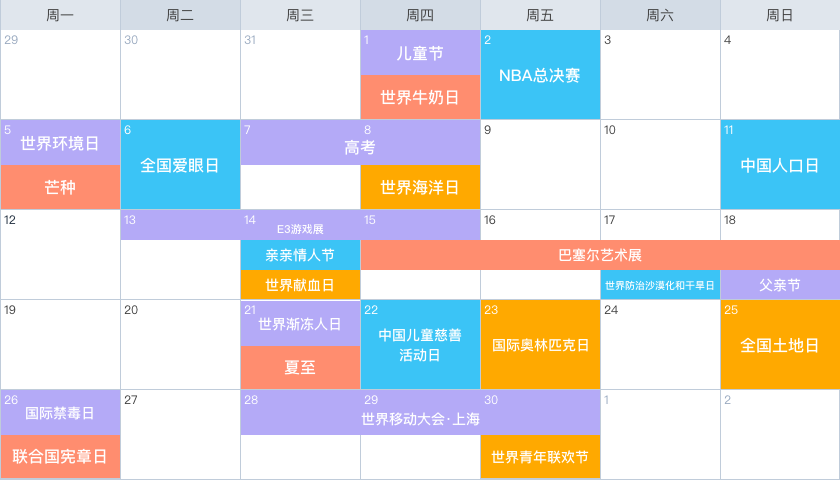 周一 周二 周三 周四 周五 周六 周日
29 30 31 1 2 3 4
儿童节
NBA总决赛
世界牛奶日
5 6 7 8 9 10 11
世界环境日
高考
全国爱眼日
中国人口日
芒种
世界海洋日
12 13 14 15 16 17 18
E3游戏展
亲亲情人节
巴塞尔艺术展
世界献血日
世界防治沙漠化和干旱日
父亲节
19 20 21 22 23 24 25
世界渐冻人日
中国儿童慈善
活动日
国际奥林匹克日
全国土地日
夏至
26 27 28 29 30 1 2
国际禁毒日
世界移动大会·上海
联合国宪章日
世界青年联欢节